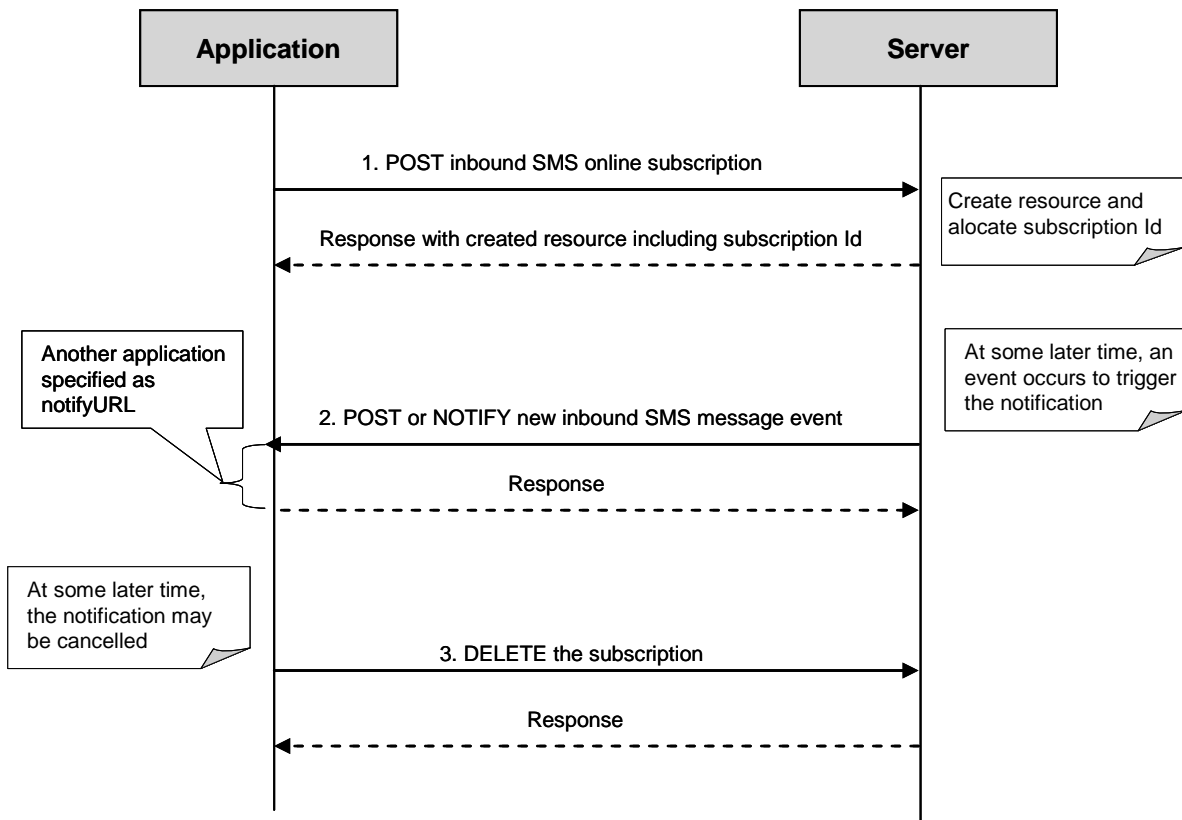 Application
Server
1. POST inbound SMS online subscription
Create resource and
alocate subscription Id
Response with created resource including subscription Id
Another application
specified as
notifyURL
At some later time, an
event occurs to trigger
the notification
2. POST or NOTIFY new inbound SMS message event
Response
At some later time,
the notification may
be cancelled
3. DELETE the subscription
Response